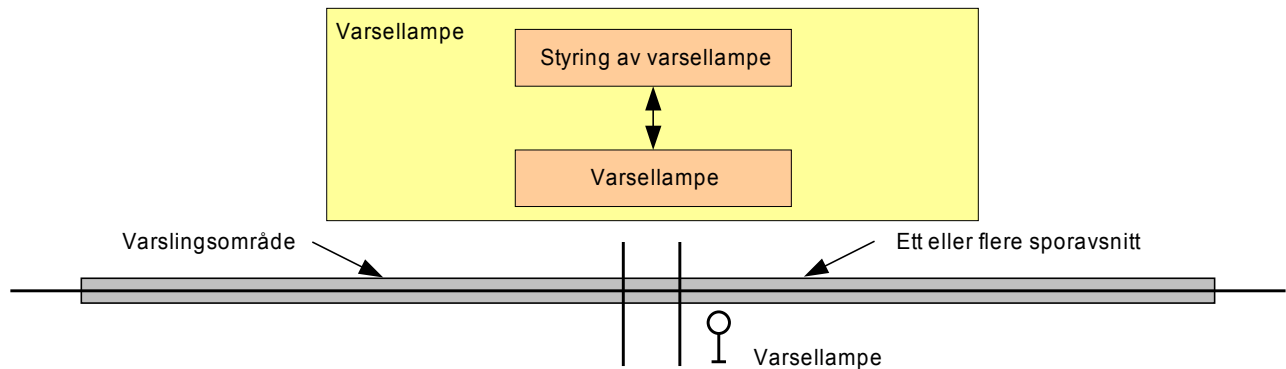 Varsellampe
Styring av varsellampe
Varsellampe
Varslingsområde
Ett eller flere sporavsnitt
Varsellampe